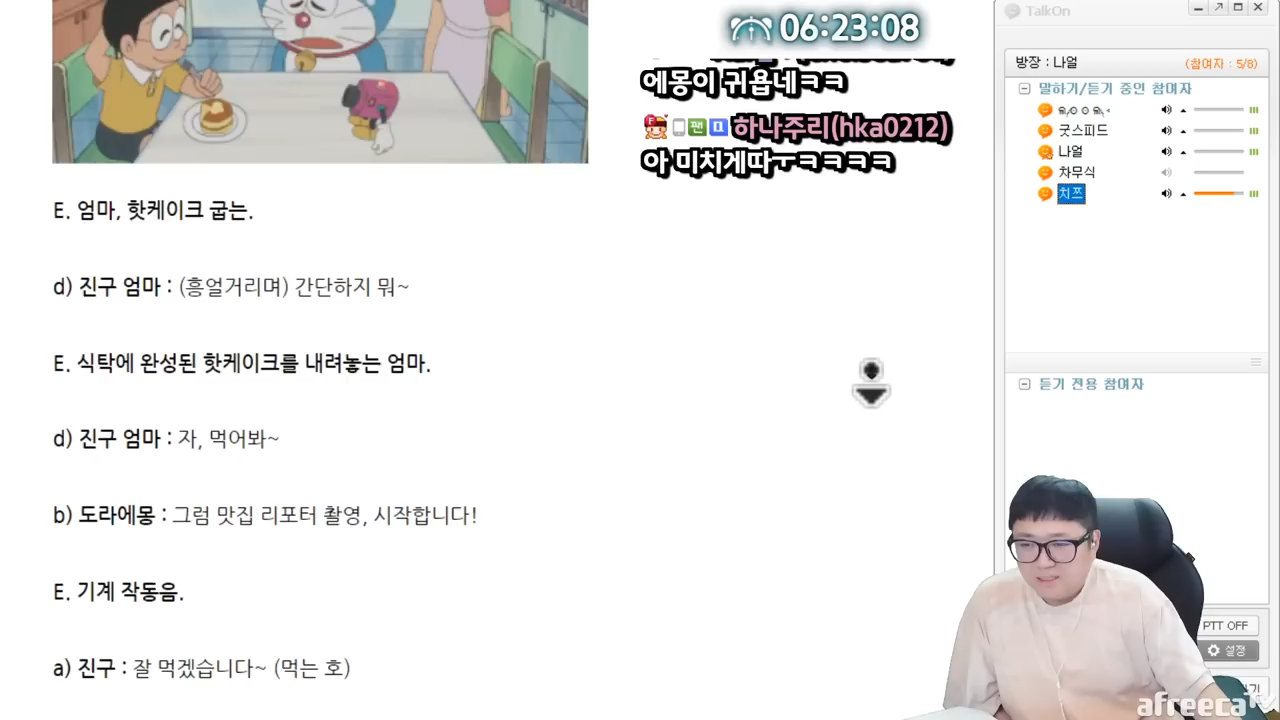 06:23:08
에몽이 귀욥네ㅋㅋ
짼 하나주리(hka0212)
아 미치게따ㅜㅋㅋㅋㅋ
E. 엄마, 핫케이크 굽는.
d) 진구 엄마 : (흥얼거리며) 간단하지 뭐~
E. 식탁에 완성된 핫케이크를 내려놓는 엄마.
d) 진구 엄마 : 자, 먹어봐~
b) 도라에몽 : 그럼 맛집 리포터 촬영, 시작합니다!
E. 기계 작동음.
a) 진구 : 잘 먹겠습니다~ (먹는 호)
TalkOn
방장 : 나얼 (참여자 : 5/8)
말하기/듣기 중인 참여자
굿스피드
나얼
차무식
치쯔
듣기 전용 참여자
PTT OFF
설정
afreecaTV